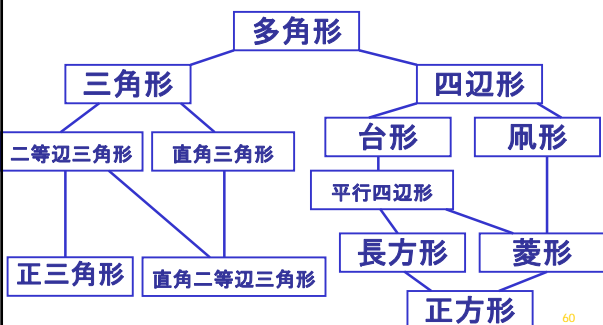 多角形
三角形
四辺形
台形
凧形
二等辺三角形
直角三角形
平行四辺形
長方形
菱形
正三角形
直角二等辺三角形
正方形
60